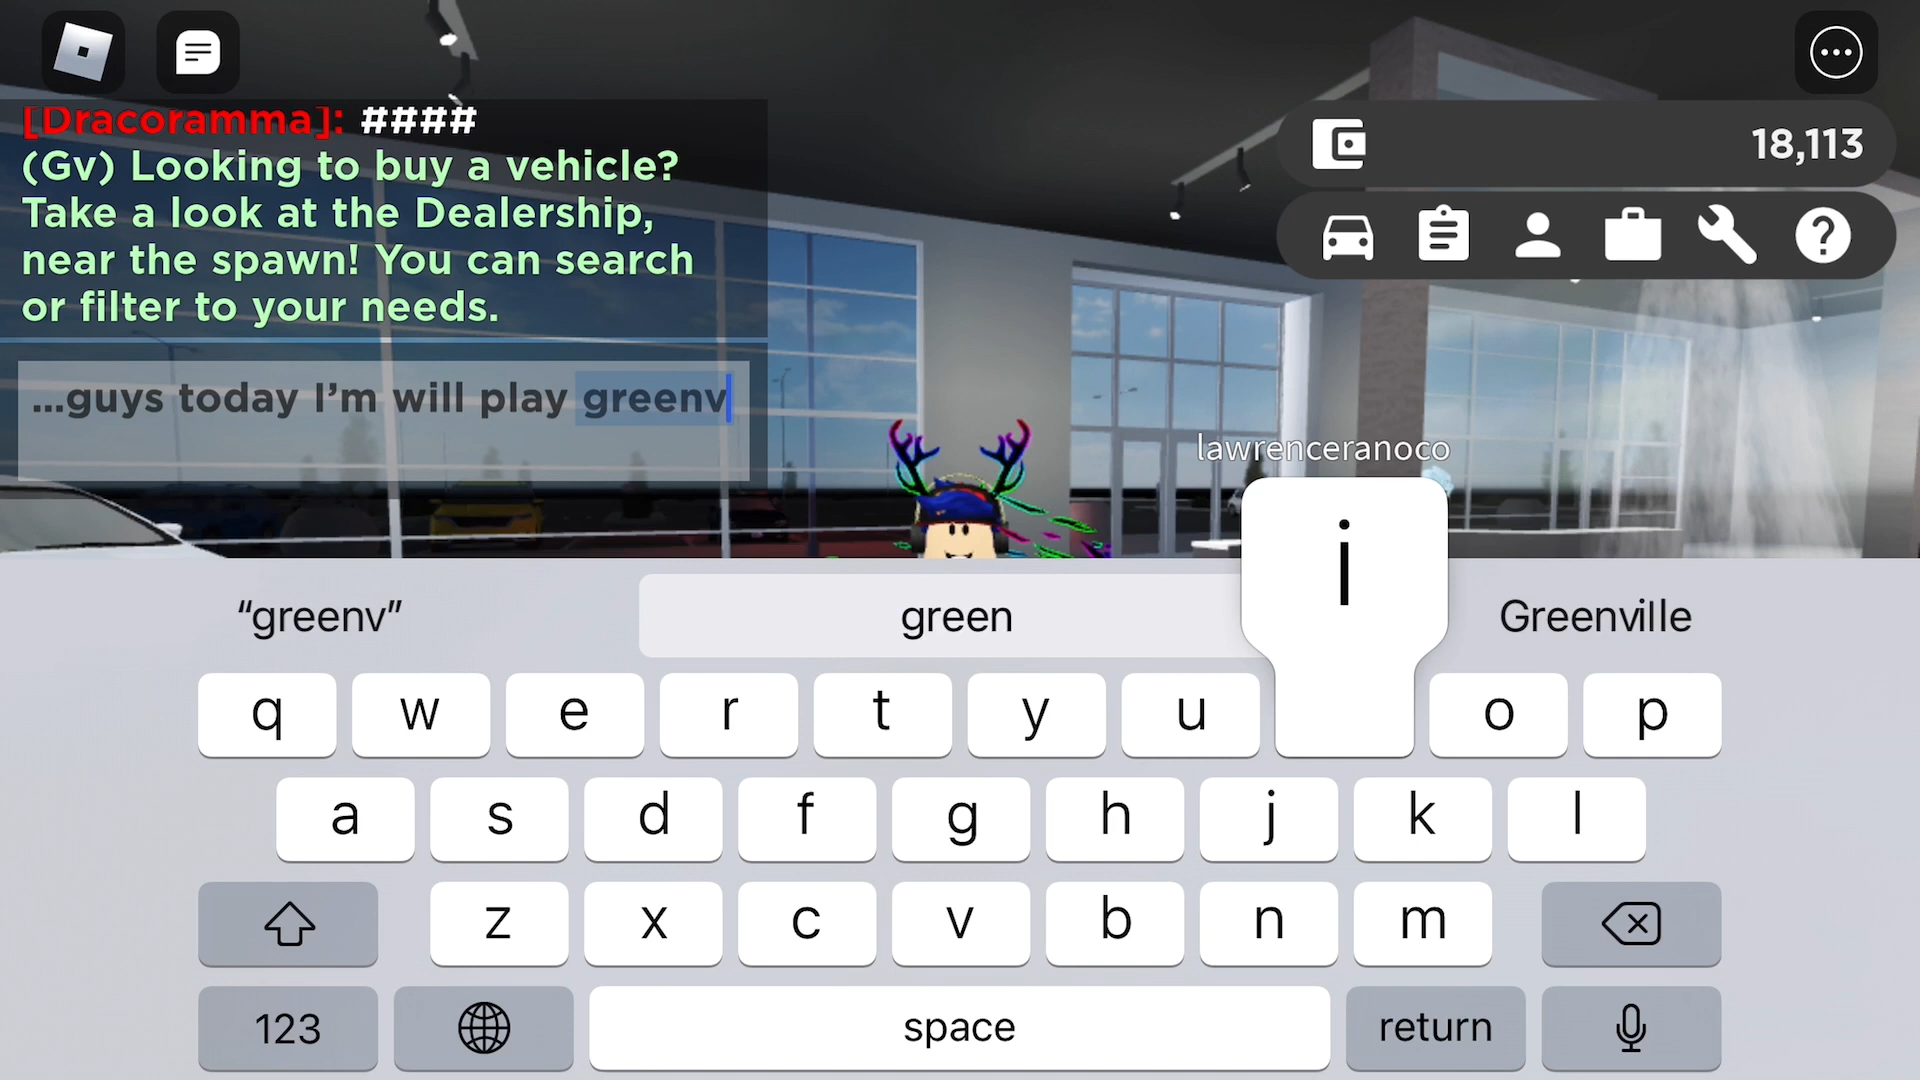 [Dracoramma]: ####
(Gv) Looking to buy a vehicle?
Take a look at the Dealership,
near the spawn! You can search
or filter to your needs.
18,113
...guys today I’m will play greenv
lawrenceranoco
“greenv” green Greenville
q w e r t y u i o p
a s d f g h j k l
z x c v b n m
123 space return